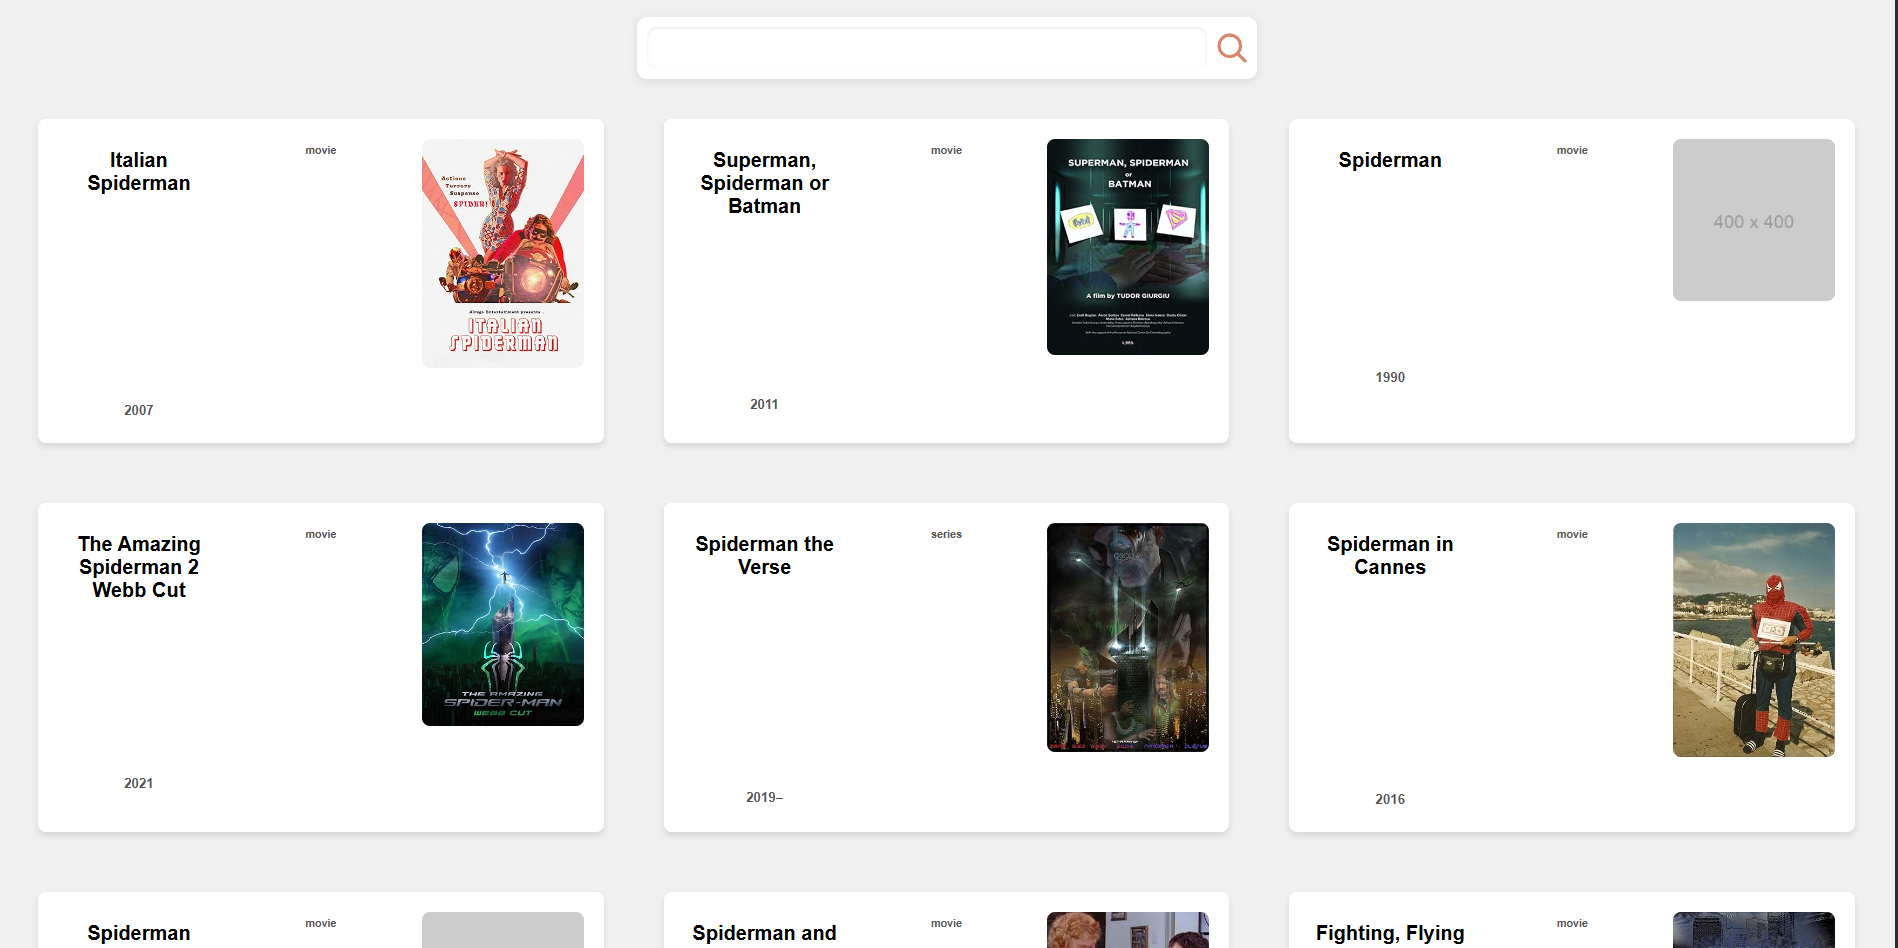 Italian
Spiderman
movie
Actions
Terrore
Suspense
SPIDER!
ITALIAN
SPIDERMAN
2007
Superman,
Spiderman or
Batman
movie
SUPERMAN, SPIDERMAN
or
BATMAN
A film by TUDOR GIURGIU
2011
Spiderman
movie
400 x 400
1990
The Amazing
Spiderman 2
Webb Cut
movie
THE AMAZING
SPIDER-MAN
WEBB CUT
2021
Spiderman the
Verse
series
2019–
Spiderman in
Cannes
movie
2016
Spiderman
movie
Spiderman and
movie
Fighting, Flying
movie